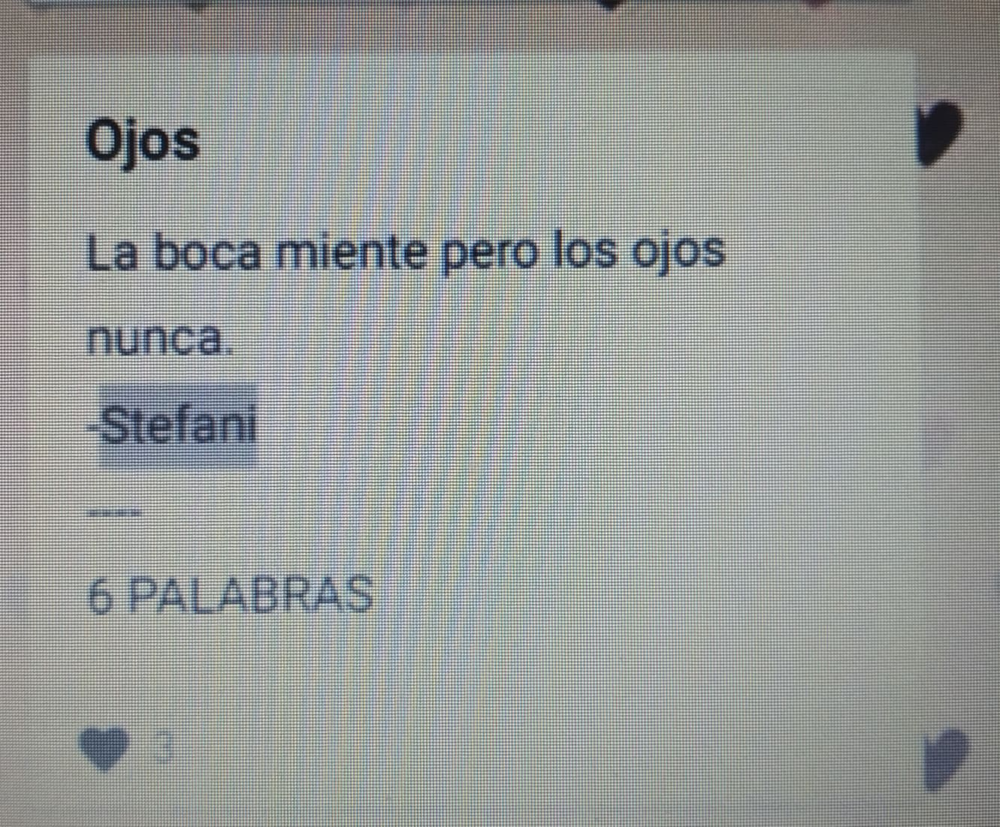 Ojos
La boca miente pero los ojos
nunca.
-Stefani
----
6 PALABRAS
3